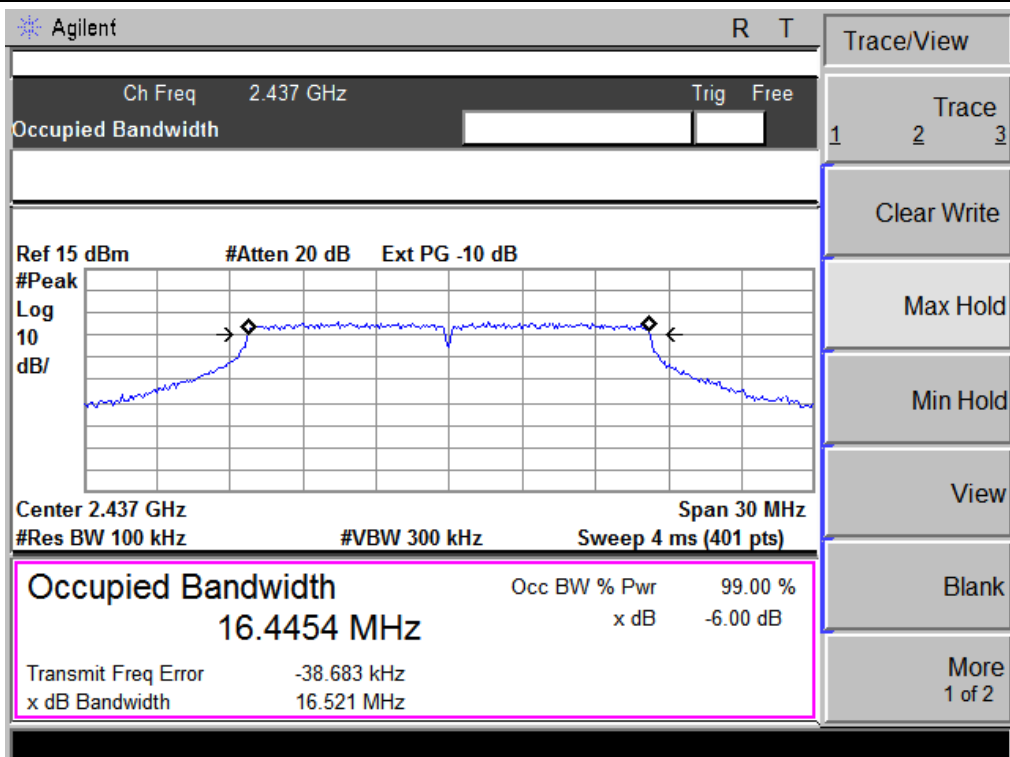 Agilent R T
Trace/View
Ch Freq 2.437 GHz Trig Free
Occupied Bandwidth
Trace
1 2 3
Clear Write
Max Hold
Min Hold
View
Blank
More
1 of 2
Ref 15 dBm #Atten 20 dB Ext PG -10 dB
#Peak
Log
10
dB/
Center 2.437 GHz Span 30 MHz
#Res BW 100 kHz #VBW 300 kHz Sweep 4 ms (401 pts)
Occupied Bandwidth Occ BW % Pwr 99.00 %
16.4454 MHz x dB -6.00 dB
Transmit Freq Error -38.683 kHz
x dB Bandwidth 16.521 MHz